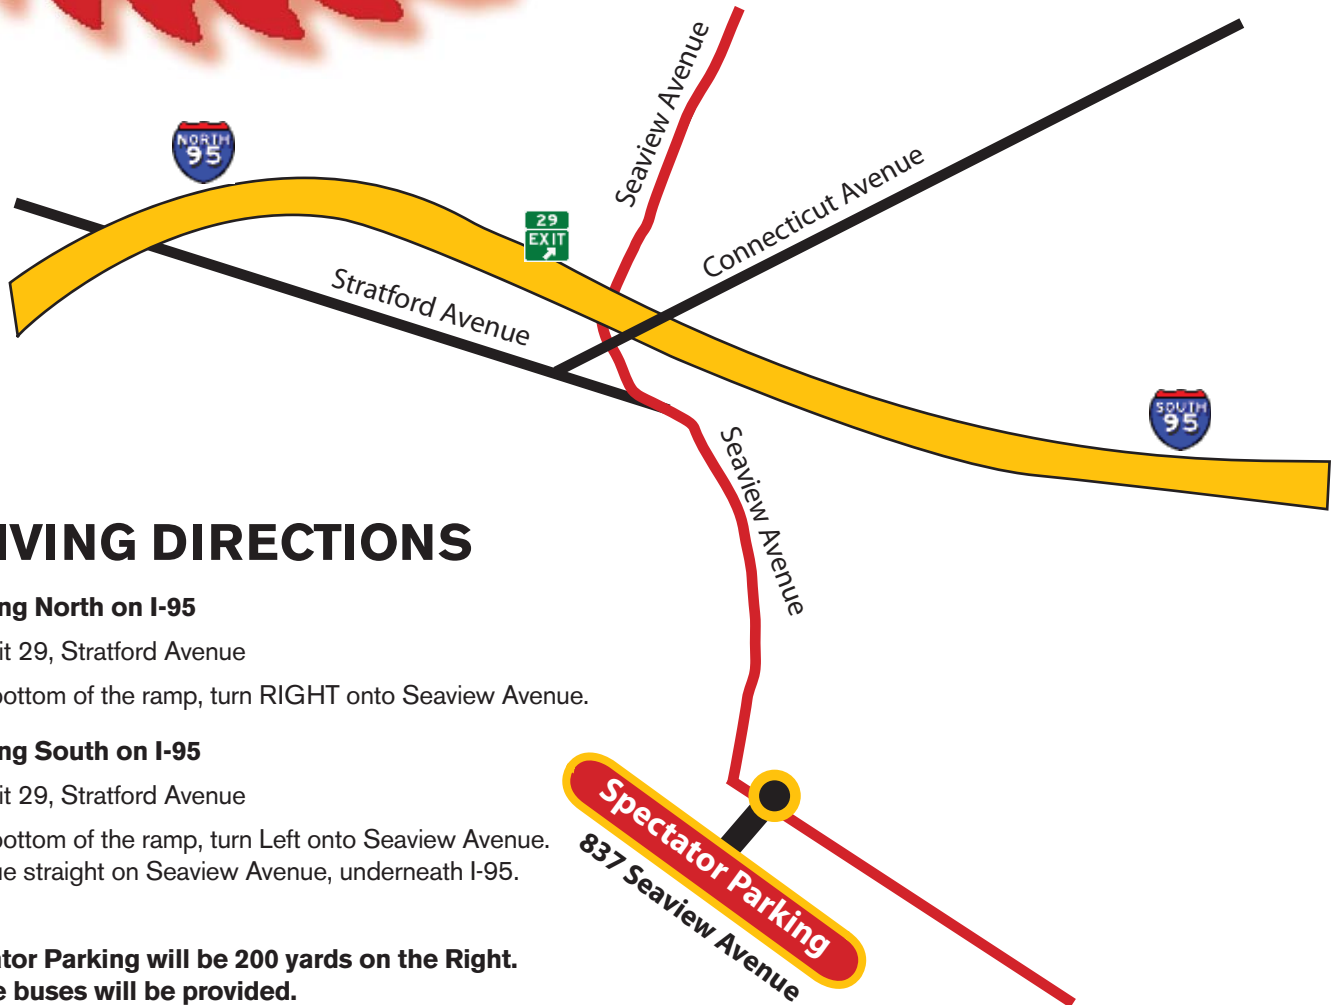 Seaview Avenue
NORTH
95
29
EXIT
Connecticut Avenue
Stratford Avenue
SOUTH
95
Seaview Avenue
IVING DIRECTIONS
ng North on I-95
it 29, Stratford Avenue
bottom of the ramp, turn RIGHT onto Seaview Avenue.
ng South on I-95
it 29, Stratford Avenue
bottom of the ramp, turn Left onto Seaview Avenue.
ue straight on Seaview Avenue, underneath I-95.
Spectator Parking
837 Seaview Avenue
tor Parking will be 200 yards on the Right.
e buses will be provided.